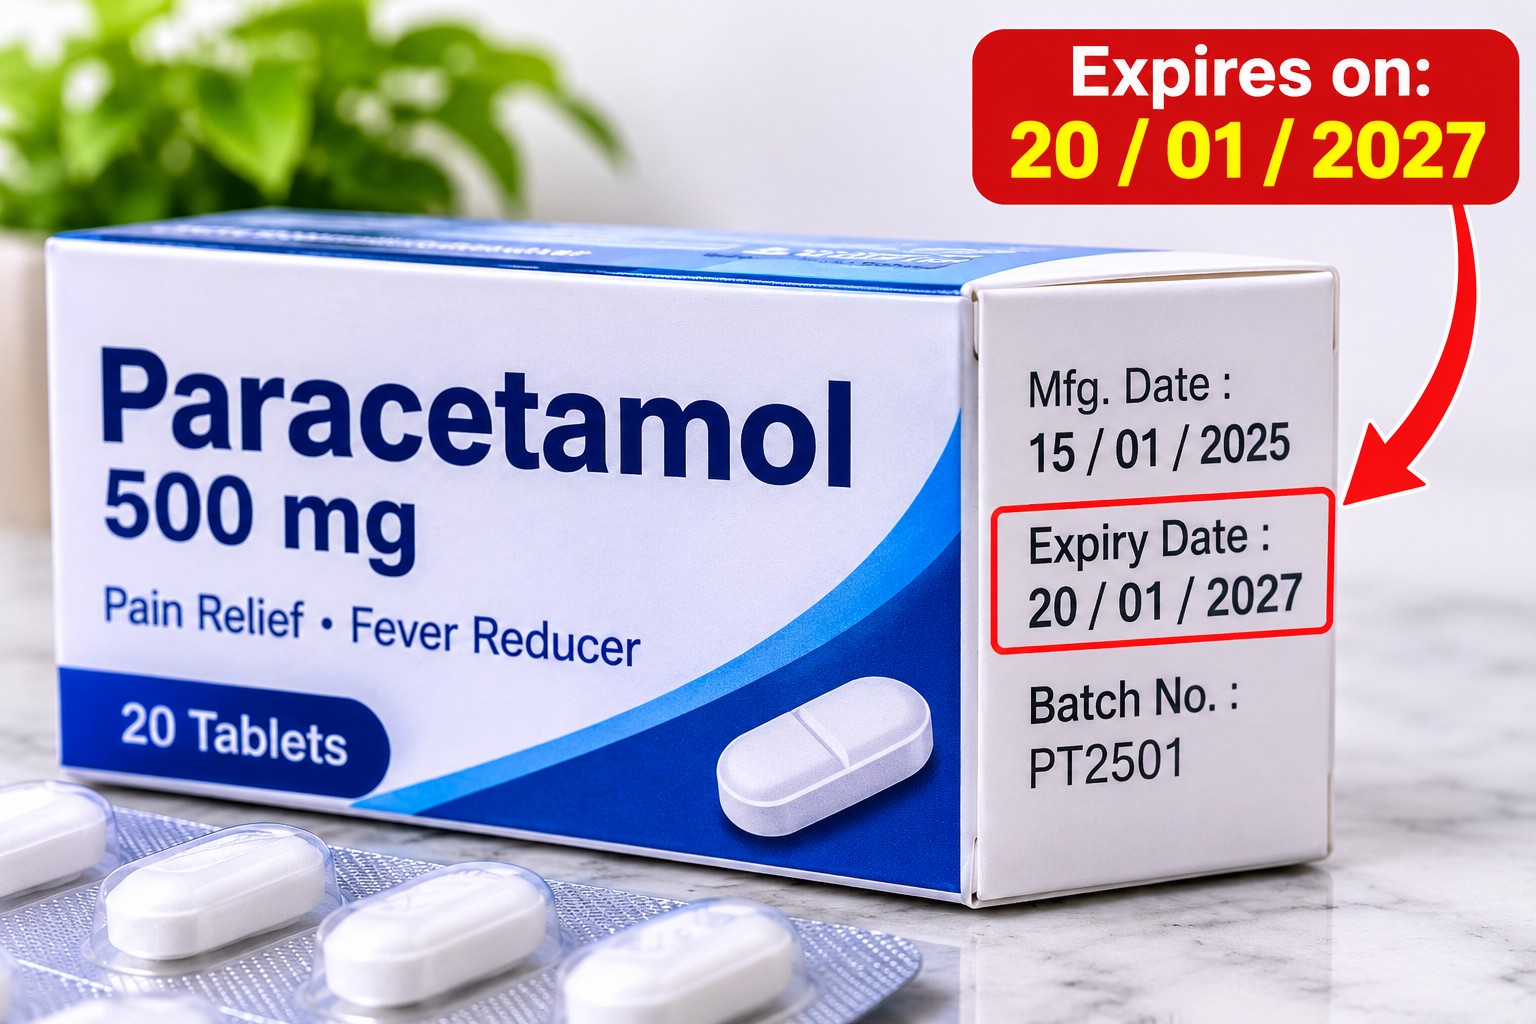 Expires on:
20 / 01 / 2027
Paracetamol
500 mg
Pain Relief • Fever Reducer
20 Tablets
Mfg. Date :
15 / 01 / 2025
Expiry Date :
20 / 01 / 2027
Batch No. :
PT2501